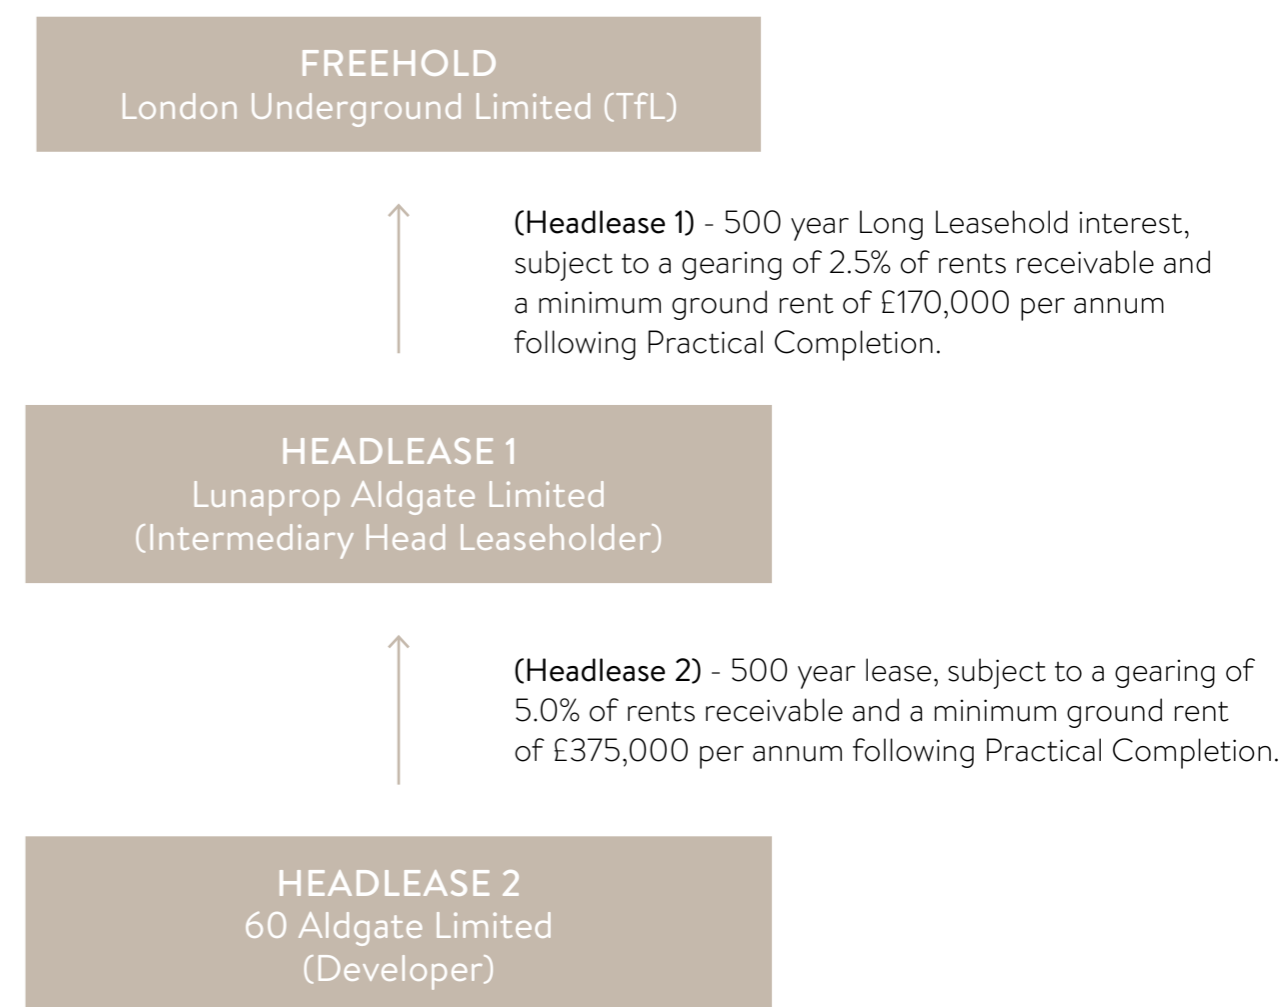 FREEHOLD
London Underground Limited (TfL)
(Headlease 1) - 500 year Long Leasehold interest,
subject to a gearing of 2.5% of rents receivable and
a minimum ground rent of £170,000 per annum
following Practical Completion.
HEADLEASE 1
Lunaprop Aldgate Limited
(Intermediary Head Leaseholder)
(Headlease 2) - 500 year lease, subject to a gearing of
5.0% of rents receivable and a minimum ground rent
of £375,000 per annum following Practical Completion.
HEADLEASE 2
60 Aldgate Limited
(Developer)